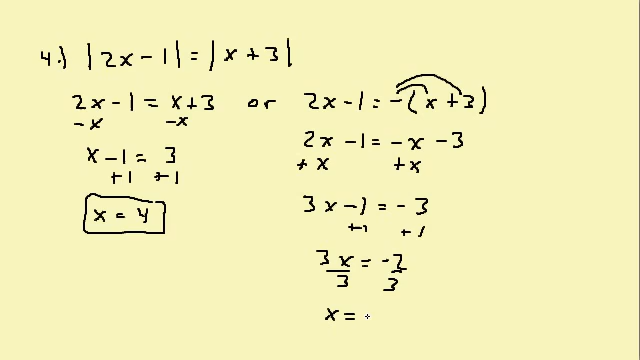 4.) |2x - 1| = |x + 3|
2x - 1 = x + 3 or 2x - 1 = -(x + 3)
- x - x
2x - 1 = -x - 3
+ x + x
x - 1 = 3
+ 1 + 1
3x - 1 = - 3
+ 1 + 1
x = 4
3x = -2
3 3
x =